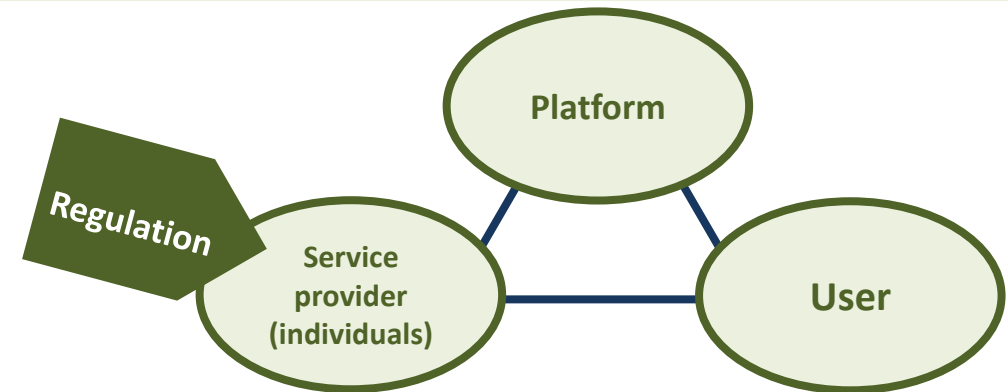 Platform
Regulation
Service
provider
(individuals)
User